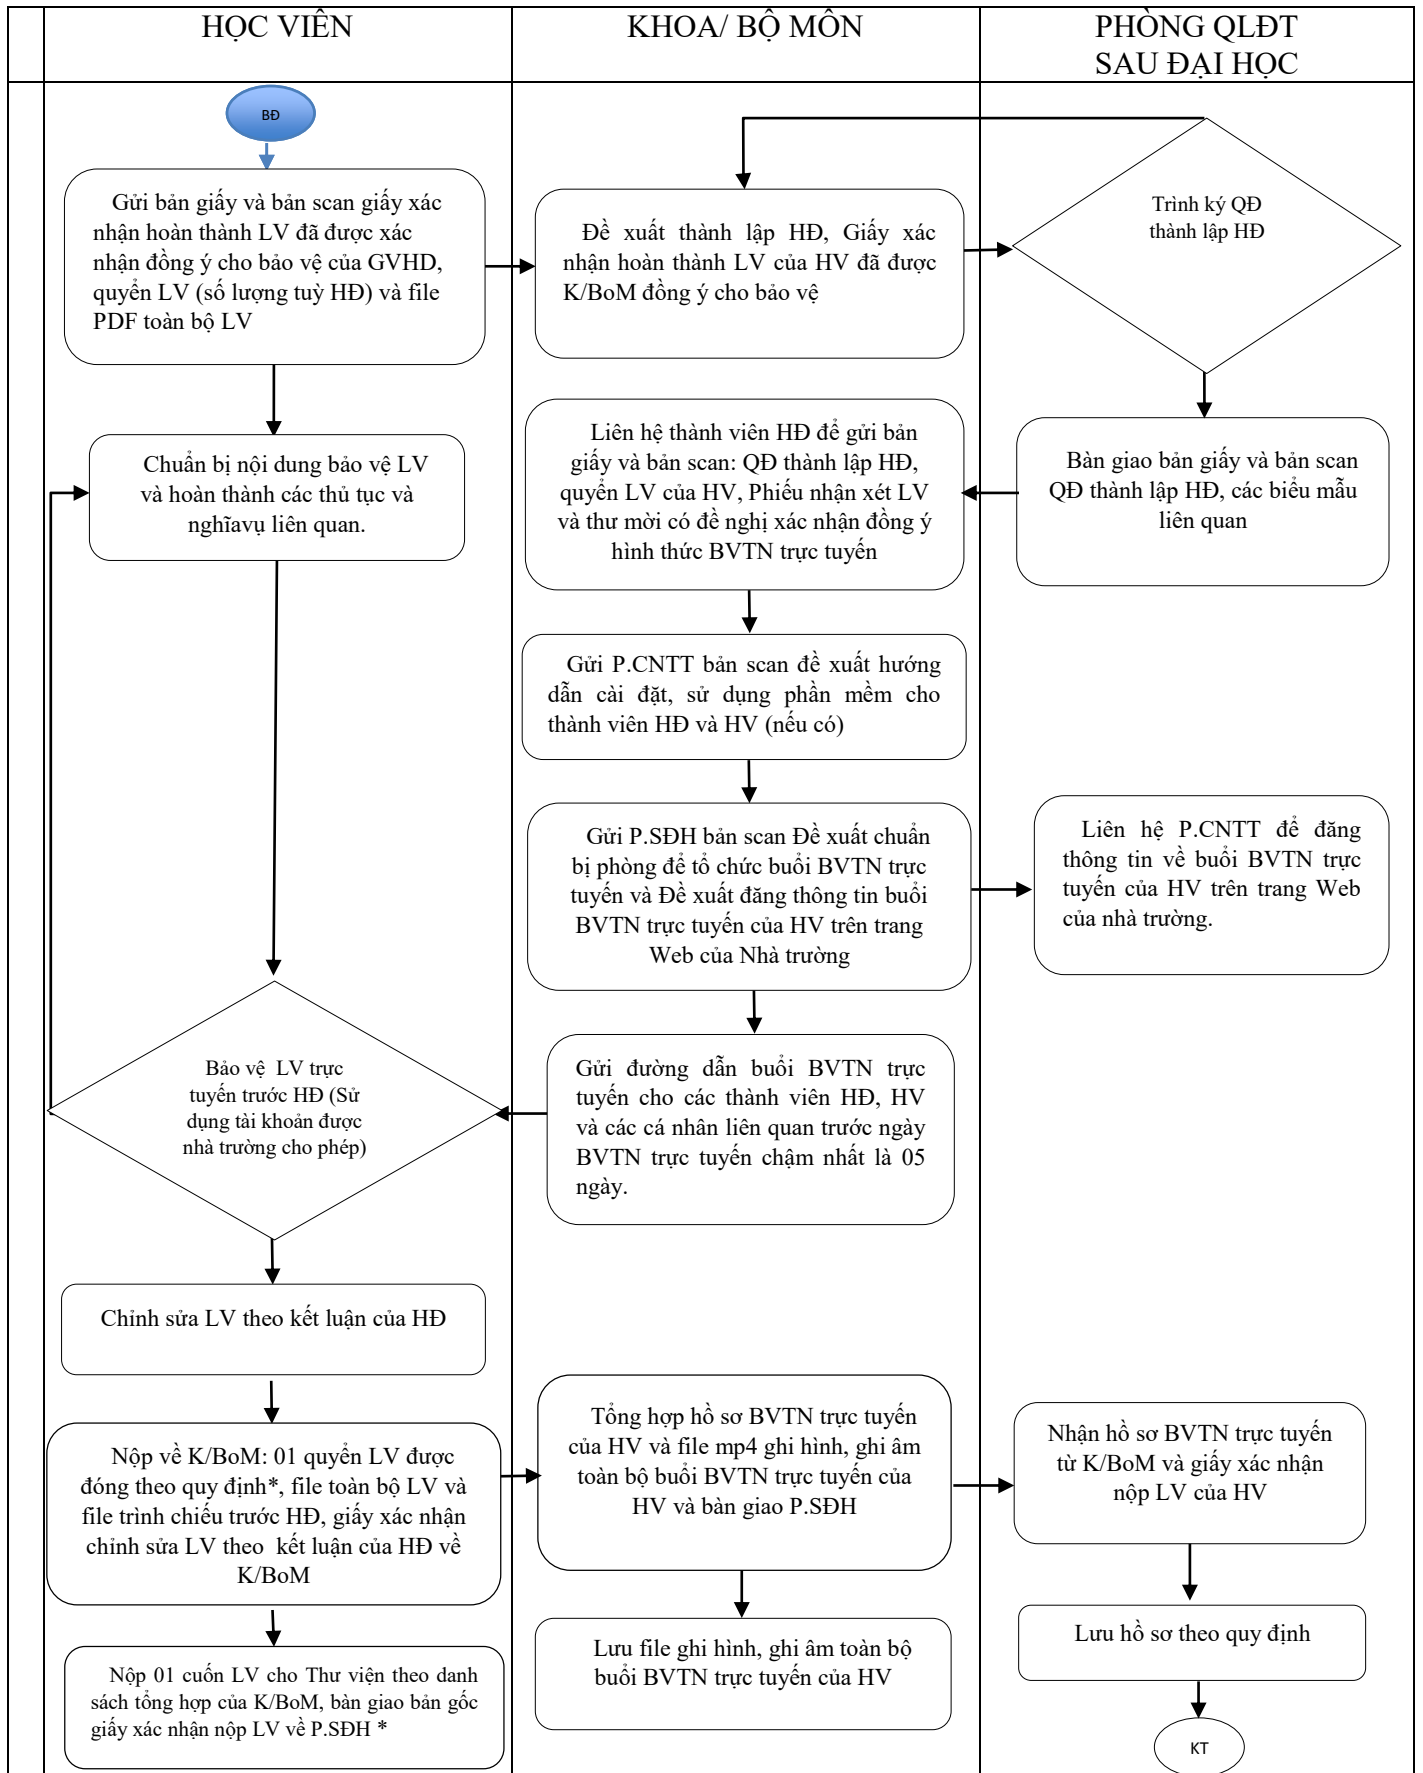 HỌC VIÊN
KHOA/ BỘ MÔN
PHÒNG QLĐT
SAU ĐẠI HỌC
BĐ
Gửi bản giấy và bản scan giấy xác
nhận hoàn thành LV đã được xác
nhận đồng ý cho bảo vệ của GVHD,
quyển LV (số lượng tuỳ HĐ) và file
PDF toàn bộ LV
Đề xuất thành lập HĐ, Giấy xác
nhận hoàn thành LV của HV đã được
K/BoM đồng ý cho bảo vệ
Trình ký QĐ
thành lập HĐ
Chuẩn bị nội dung bảo vệ LV
và hoàn thành các thủ tục và
nghĩavụ liên quan.
Liên hệ thành viên HĐ để gửi bản
giấy và bản scan: QĐ thành lập HĐ,
quyển LV của HV, Phiếu nhận xét LV
và thư mời có đề nghị xác nhận đồng ý
hình thức BVTN trực tuyến
Bàn giao bản giấy và bản scan
QĐ thành lập HĐ, các biểu mẫu
liên quan
Gửi P.CNTT bản scan đề xuất hướng
dẫn cài đặt, sử dụng phần mềm cho
thành viên HĐ và HV (nếu có)
Gửi P.SĐH bản scan Đề xuất chuẩn
bị phòng để tổ chức buổi BVTN trực
tuyến và Đề xuất đăng thông tin buổi
BVTN trực tuyến của HV trên trang
Web của Nhà trường
Liên hệ P.CNTT để đăng
thông tin về buổi BVTN trực
tuyến của HV trên trang Web
của nhà trường.
Bảo vệ LV trực
tuyến trước HĐ (Sử
dụng tài khoản được
nhà trường cho phép)
Gửi đường dẫn buổi BVTN trực
tuyến cho các thành viên HĐ, HV
và các cá nhân liên quan trước ngày
BVTN trực tuyến chậm nhất là 05
ngày.
Chỉnh sửa LV theo kết luận của HĐ
Nộp về K/BoM: 01 quyển LV được
đóng theo quy định*, file toàn bộ LV và
file trình chiếu trước HĐ, giấy xác nhận
chỉnh sửa LV theo kết luận của HĐ về
K/BoM
Tổng hợp hồ sơ BVTN trực tuyến
của HV và file mp4 ghi hình, ghi âm
toàn bộ buổi BVTN trực tuyến của
HV và bàn giao P.SĐH
Nhận hồ sơ BVTN trực tuyến
từ K/BoM và giấy xác nhận
nộp LV của HV
Nộp 01 cuốn LV cho Thư viện theo danh
sách tổng hợp của K/BoM, bàn giao bản gốc
giấy xác nhận nộp LV về P.SĐH *
Lưu file ghi hình, ghi âm toàn bộ
buổi BVTN trực tuyến của HV
Lưu hồ sơ theo quy định
KT